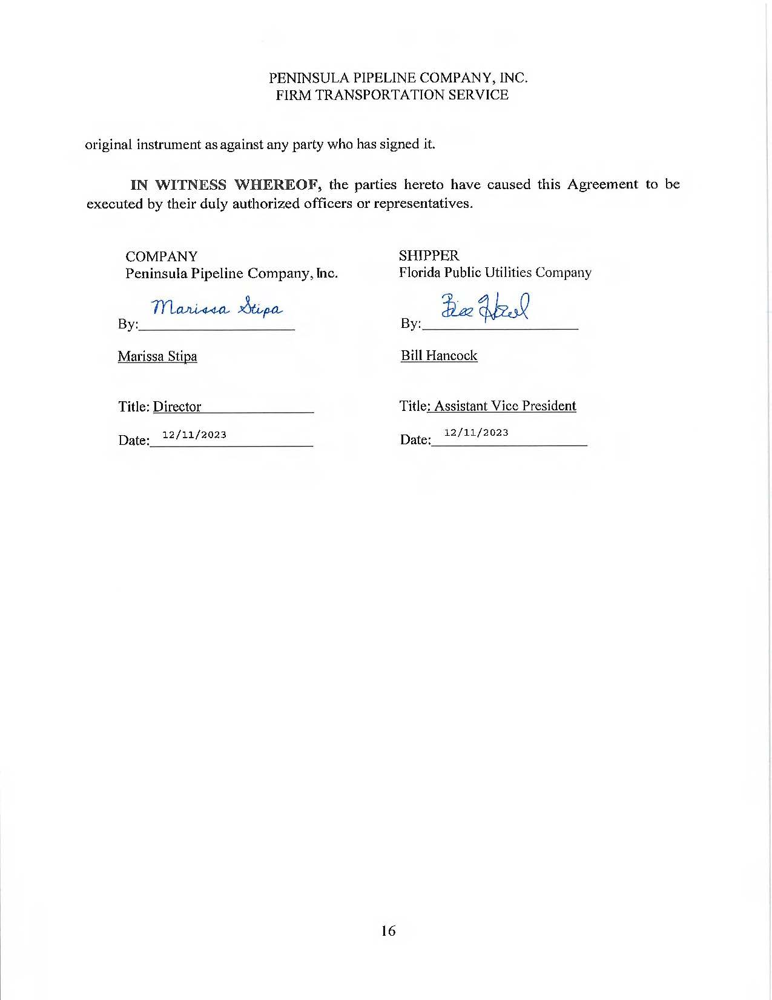 PENINSULA PIPELINE COMPANY, INC.
FIRM TRANSPORTATION SERVICE
original instrument as against any party who has signed it.
IN WITNESS WHEREOF, the parties hereto have caused this Agreement to be
executed by their duly authorized officers or representatives.
COMPANY
Peninsula Pipeline Company, Inc.
Marissa Stipa
By:
Marissa Stipa
Title: Director
Date: 12/11/2023
SHIPPER
Florida Public Utilities Company
By:
Bill Hancock
Title: Assistant Vice President
Date: 12/11/2023
16